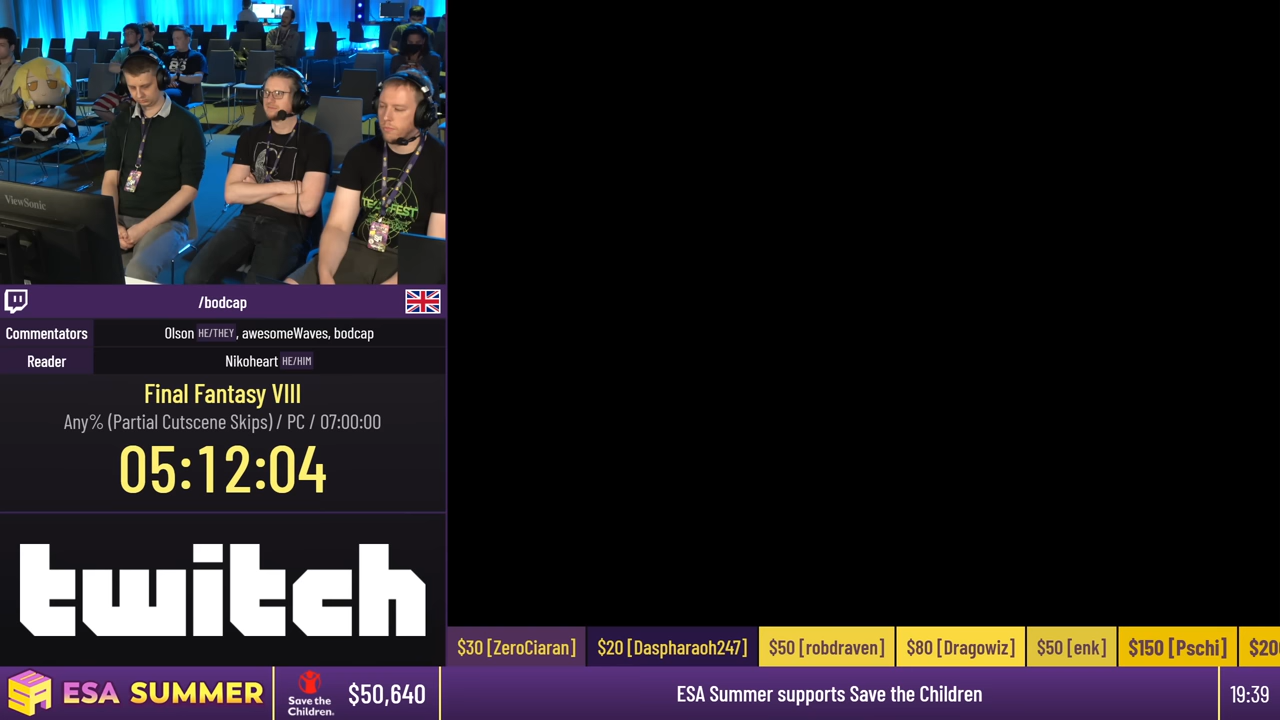 ViewSonic
/bodcap
Commentators
Olson HE/THEY, awesomeWaves, bodcap
Reader
Nikoheart HE/HIM
Final Fantasy VIII
Any% (Partial Cutscene Skips) / PC / 07:00:00
05:12:04
twitch
$30 [ZeroCiaran]
$20 [Daspharaoh247]
$50 [robdraven]
$80 [Dragowiz]
$50 [enk]
$150 [Pschi]
ESA SUMMER
Save the
Children.
$50,640
ESA Summer supports Save the Children
19:39